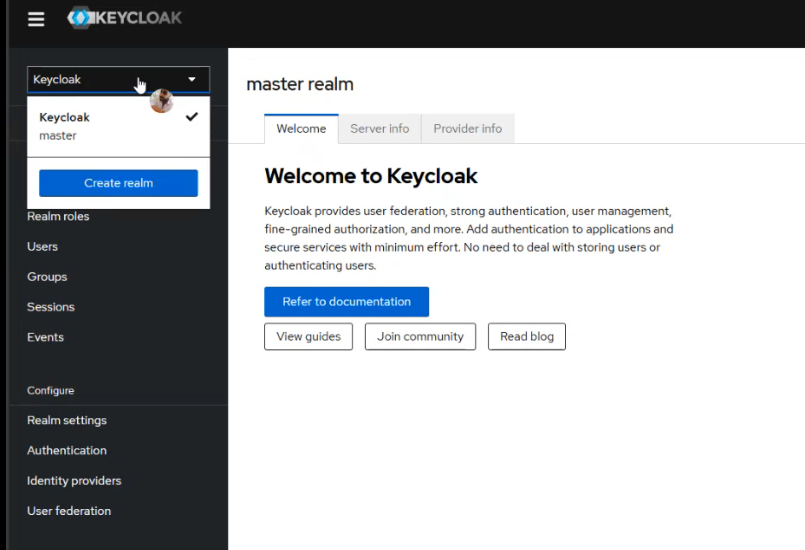 KEYCLOAK
Keycloak
Keycloak
master
Create realm
Realm roles
Users
Groups
Sessions
Events
Configure
Realm settings
Authentication
Identity providers
User federation
master realm
Welcome
Server info
Provider info
Welcome to Keycloak
Keycloak provides user federation, strong authentication, user management,
fine-grained authorization, and more. Add authentication to applications and
secure services with minimum effort. No need to deal with storing users or
authenticating users.
Refer to documentation
View guides
Join community
Read blog